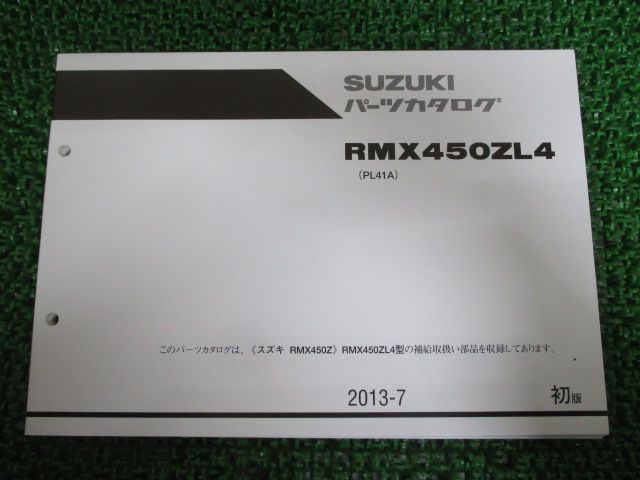 SUZUKI
パーツカタログ
RMX450ZL4
(PL41A)
このパーツカタログは、《スズキ RMX450Z》RMX450ZL4型の補給取扱い部品を収録してあります。
2013-7
初版